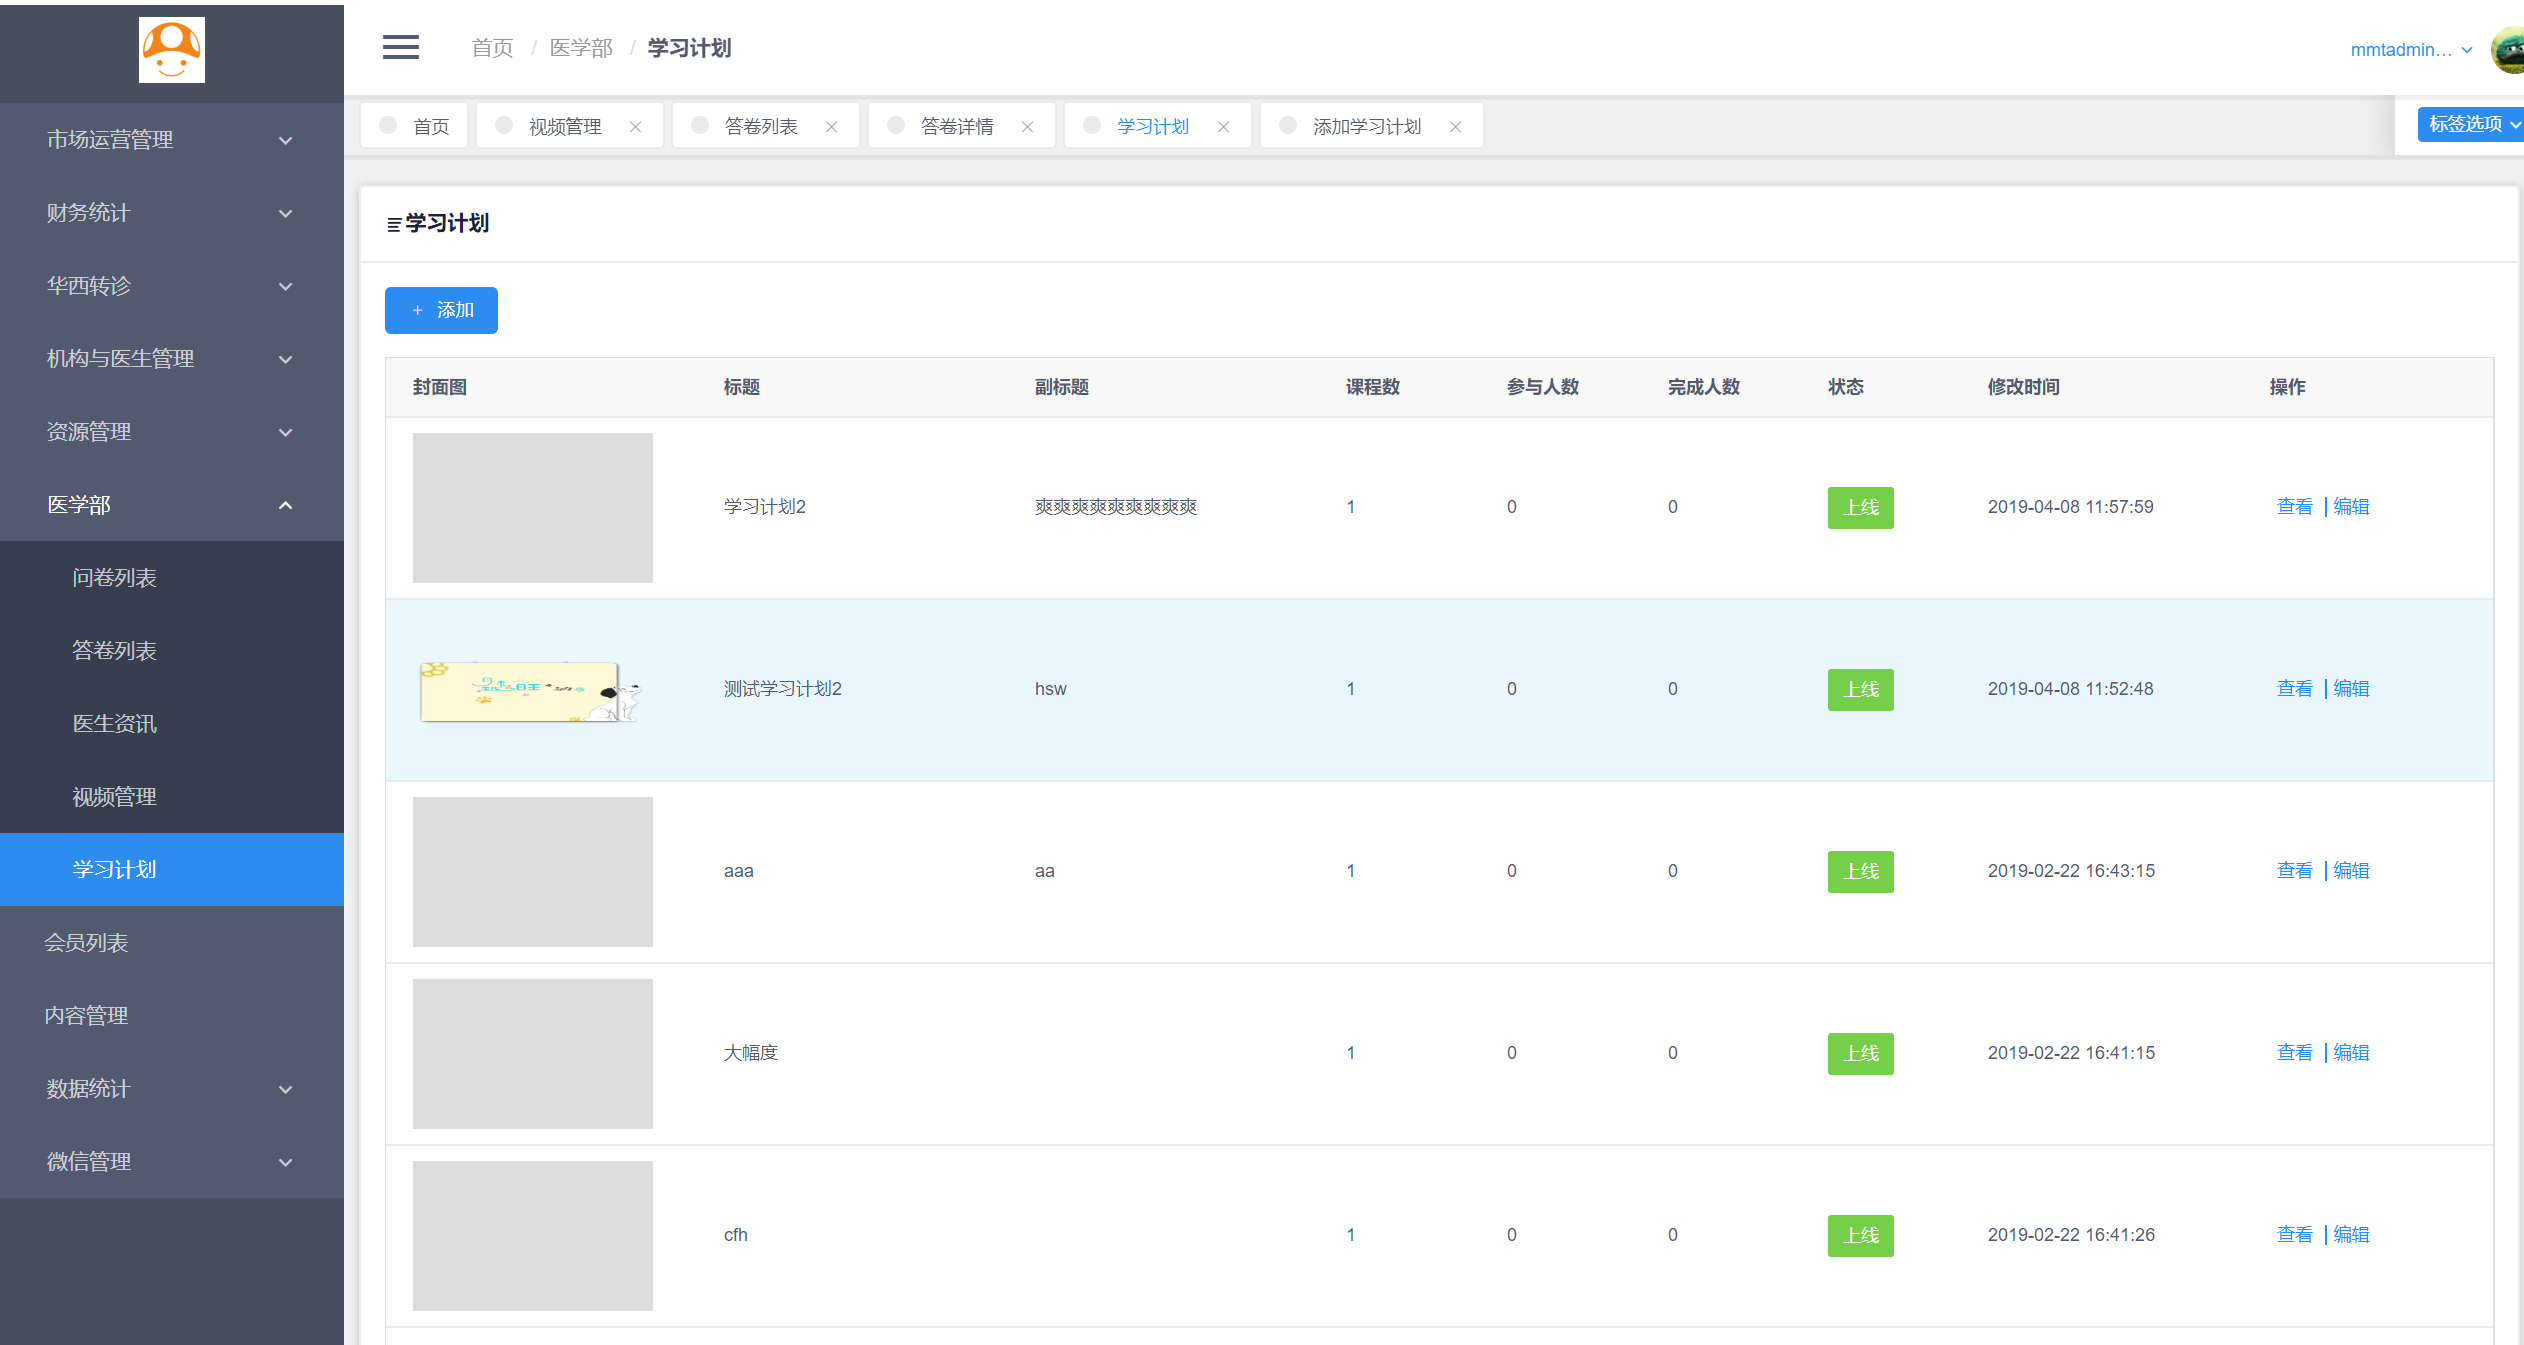 首页 / 医学部 / 学习计划
mmtadmin...
首页
视频管理
答卷列表
答卷详情
学习计划
添加学习计划
标签选项
市场运营管理
财务统计
华西转诊
机构与医生管理
资源管理
医学部
问卷列表
答卷列表
医生资讯
视频管理
学习计划
会员列表
内容管理
数据统计
微信管理
学习计划
+ 添加
封面图 标题 副标题 课程数 参与人数 完成人数 状态 修改时间 操作
学习计划2 爽爽爽爽爽爽爽爽爽 1 0 0 上线 2019-04-08 11:57:59 查看 | 编辑
测试学习计划2 hsw 1 0 0 上线 2019-04-08 11:52:48 查看 | 编辑
aaa aa 1 0 0 上线 2019-02-22 16:43:15 查看 | 编辑
大幅度 1 0 0 上线 2019-02-22 16:41:15 查看 | 编辑
cfh 1 0 0 上线 2019-02-22 16:41:26 查看 | 编辑